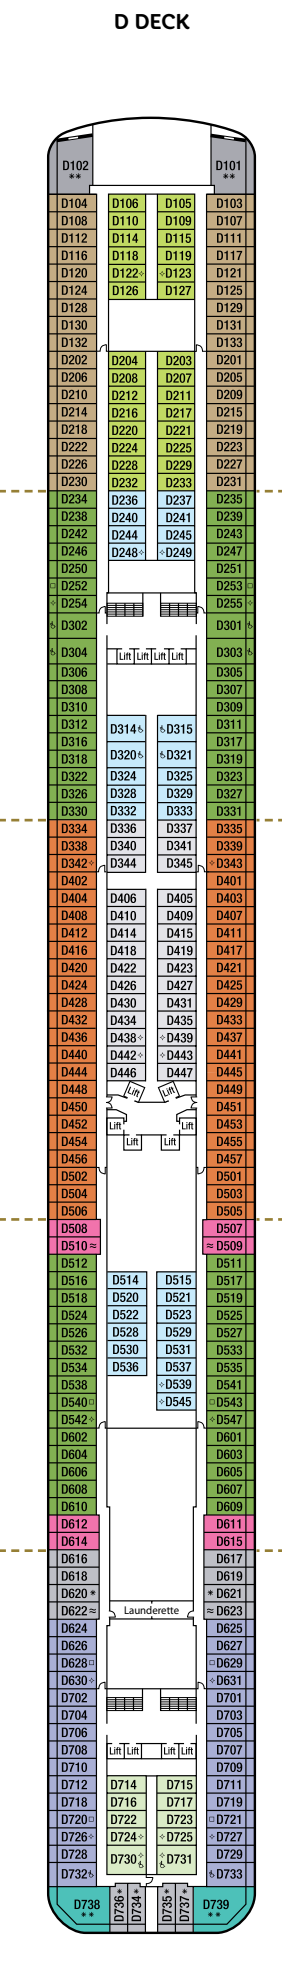 D DECK
D102 ** D101 **
D104 D106 D105 D103
D108 D110 D109 D107
D112 D114 D115 D111
D116 D118 D119 D117
D120 D122✧ ✧D123 D121
D124 D126 D127 D125
D128 D129
D130 D131
D132 D133
D202 D204 D203 D201
D206 D208 D207 D205
D210 D212 D211 D209
D214 D216 D217 D215
D218 D220 D221 D219
D222 D224 D225 D223
D226 D228 D229 D227
D230 D232 D233 D231
D234 D236 D237 D235
D238 D240 D241 D239
D242 D244 D245 D243
D246 D248✧ ✧D249 D247
D250 D251
□ D252 D253 □
✧ D254 D255 ✧
♿ D302 D301 ♿
♿ D304 Lift Lift Lift Lift D303 ♿
D306 D305
D308 D307
D310 D309
D312 D314♿ ♿D315 D311
D316 D317
D318 D320♿ ♿D321 D319
D322 D324 D325 D323
D326 D328 D329 D327
D330 D332 D333 D331
D334 D336 D337 D335
D338 D340 D341 D339
D342✧ D344 D345 ✧D343
D402 D401
D404 D406 D405 D403
D408 D410 D409 D407
D412 D414 D415 D411
D416 D418 D419 D417
D420 D422 D423 D421
D424 D426 D427 D425
D428 D430 D431 D429
D432 D434 D435 D433
D436 D438✧ ✧D439 D437
D440 D442✧ ✧D443 D441
D444 D446 D447 D445
D448 Lift Lift D449
D450 D451
D452 Lift Lift D453
D454 Lift Lift D455
D456 D457
D502 D501
D504 D503
D506 D505
D508 D507
D510 ≈ ≈ D509
D512 D511
D516 D514 D515 D517
D518 D520 D521 D519
D524 D522 D523 D525
D526 D528 D529 D527
D532 D530 D531 D533
D534 D536 D537 D535
D538 ✧D539 D541
D540□ ✧D545 □D543
D542✧ ✧D547
D602 D601
D604 D603
D606 D605
D608 D607
D610 D609
D612 D611
D614 D615
D616 D617
D618 D619
D620 * * D621
D622 ≈ Launderette ≈ D623
D624 D625
D626 D627
D628□ □D629
D630✧ ✧D631
D702 D701
D704 D703
D706 D705
D708 Lift Lift Lift Lift D707
D710 D709
D712 D714 D715 D711
D718 D716 D717 D719
D720□ D722 D723 □D721
D726✧ D724✧ ✧D725 ✧D727
D728 D730✧♿ ✧♿D731 D729
D732♿ ♿D733
D738 ** D736* D734* D735* D737* D739 **